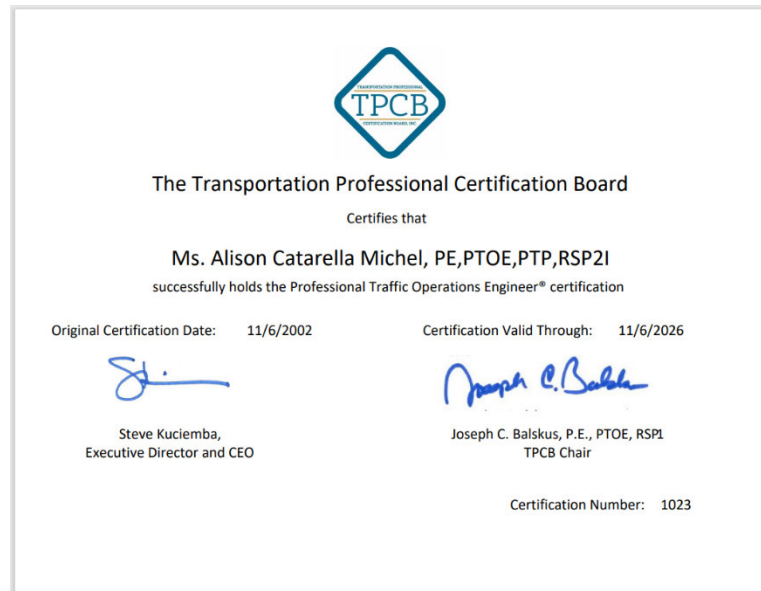 TRANSPORTATION PROFESSIONAL
TPCB
CERTIFICATION BOARD, INC
The Transportation Professional Certification Board
Certifies that
Ms. Alison Catarella Michel, PE,PTOE,PTP,RSP2I
successfully holds the Professional Traffic Operations Engineer® certification
Original Certification Date: 11/6/2002
Certification Valid Through: 11/6/2026
Joseph C. Balskus
Steve Kuciemba,
Executive Director and CEO
Joseph C. Balskus, P.E., PTOE, RSP1
TPCB Chair
Certification Number: 1023